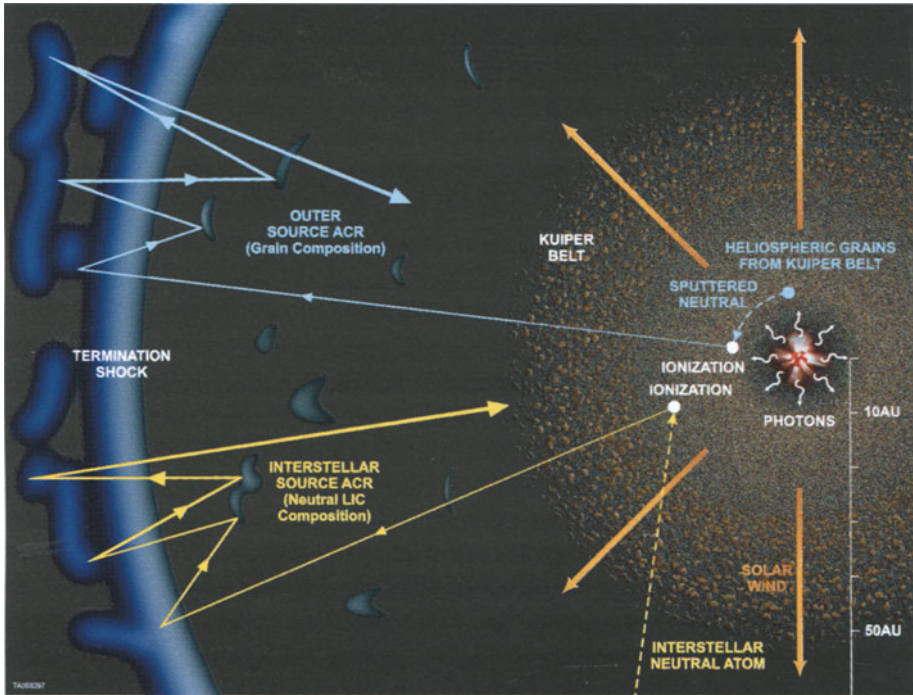 OUTER
SOURCE ACR
(Grain Composition)
KUIPER
BELT
HELIOSPHERIC GRAINS
FROM KUIPER BELT
SPUTTERED
NEUTRAL
TERMINATION
SHOCK
IONIZATION
IONIZATION
PHOTONS
10AU
INTERSTELLAR
SOURCE ACR
(Neutral LIC
Composition)
SOLAR
WIND
50AU
INTERSTELLAR
NEUTRAL ATOM